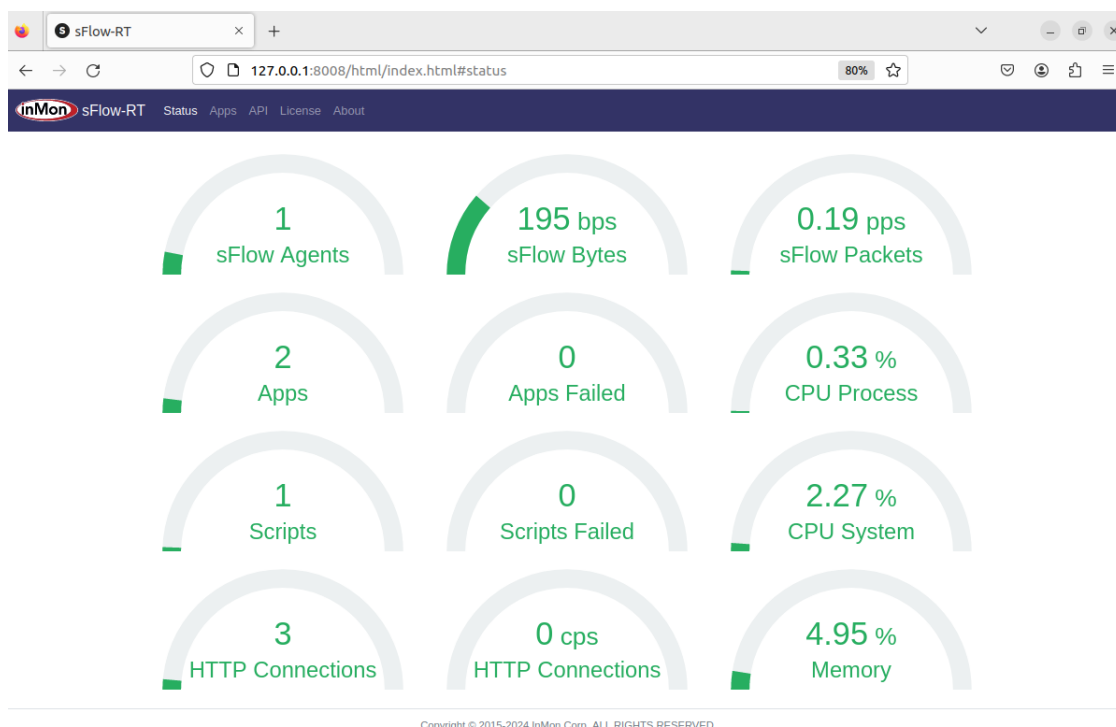 sFlow-RT
127.0.0.1:8008/html/index.html#status
80%
inMon sFlow-RT Status Apps API License About
1
sFlow Agents
195 bps
sFlow Bytes
0.19 pps
sFlow Packets
2
Apps
0
Apps Failed
0.33 %
CPU Process
1
Scripts
0
Scripts Failed
2.27 %
CPU System
3
HTTP Connections
0 cps
HTTP Connections
4.95 %
Memory
Copyright © 2015-2024 InMon Corp. ALL RIGHTS RESERVED